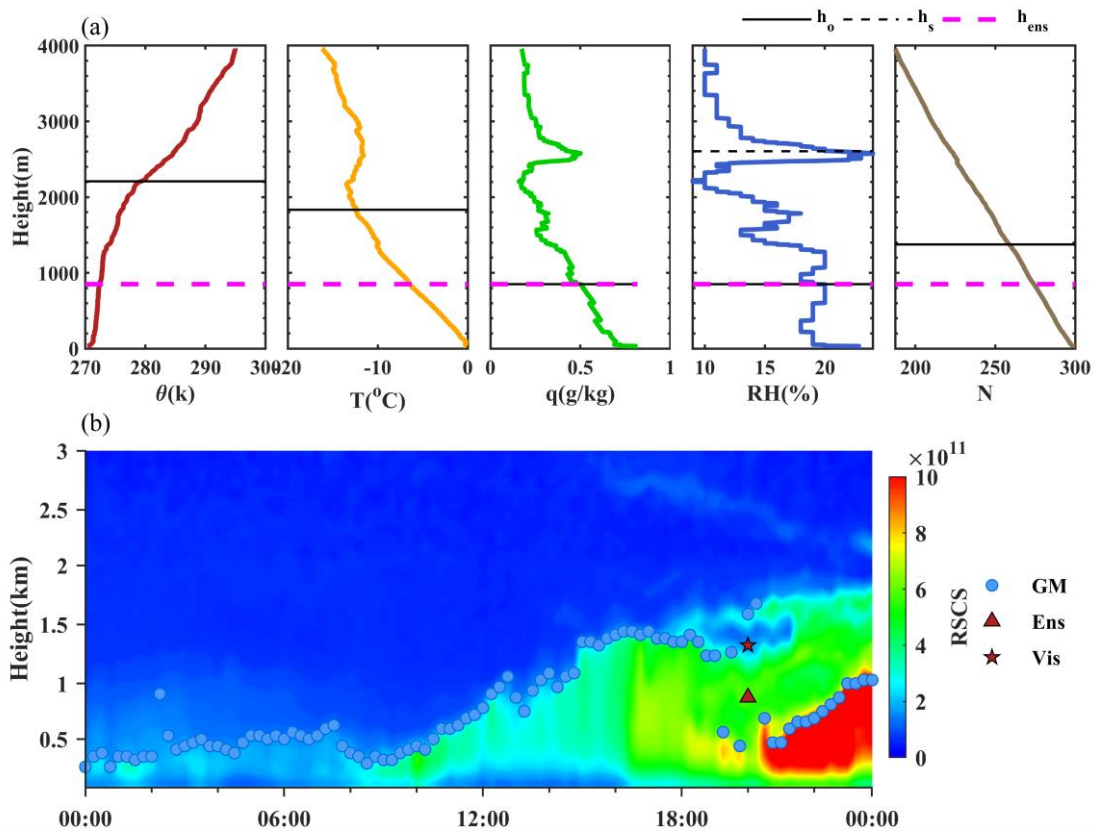 (a)
h_o h_s h_ens
Height(m)
4000
3000
2000
1000
0
270 280 290 300
θ(k)
-20 -10 0
T(°C)
0 0.5 1
q(g/kg)
10 15 20
RH(%)
200 250 300
N
(b)
Height(km)
3
2.5
2
1.5
1
0.5
00:00 06:00 12:00 18:00 00:00
×10^11
RSCS
10
8
6
4
2
0
GM
Ens
Vis